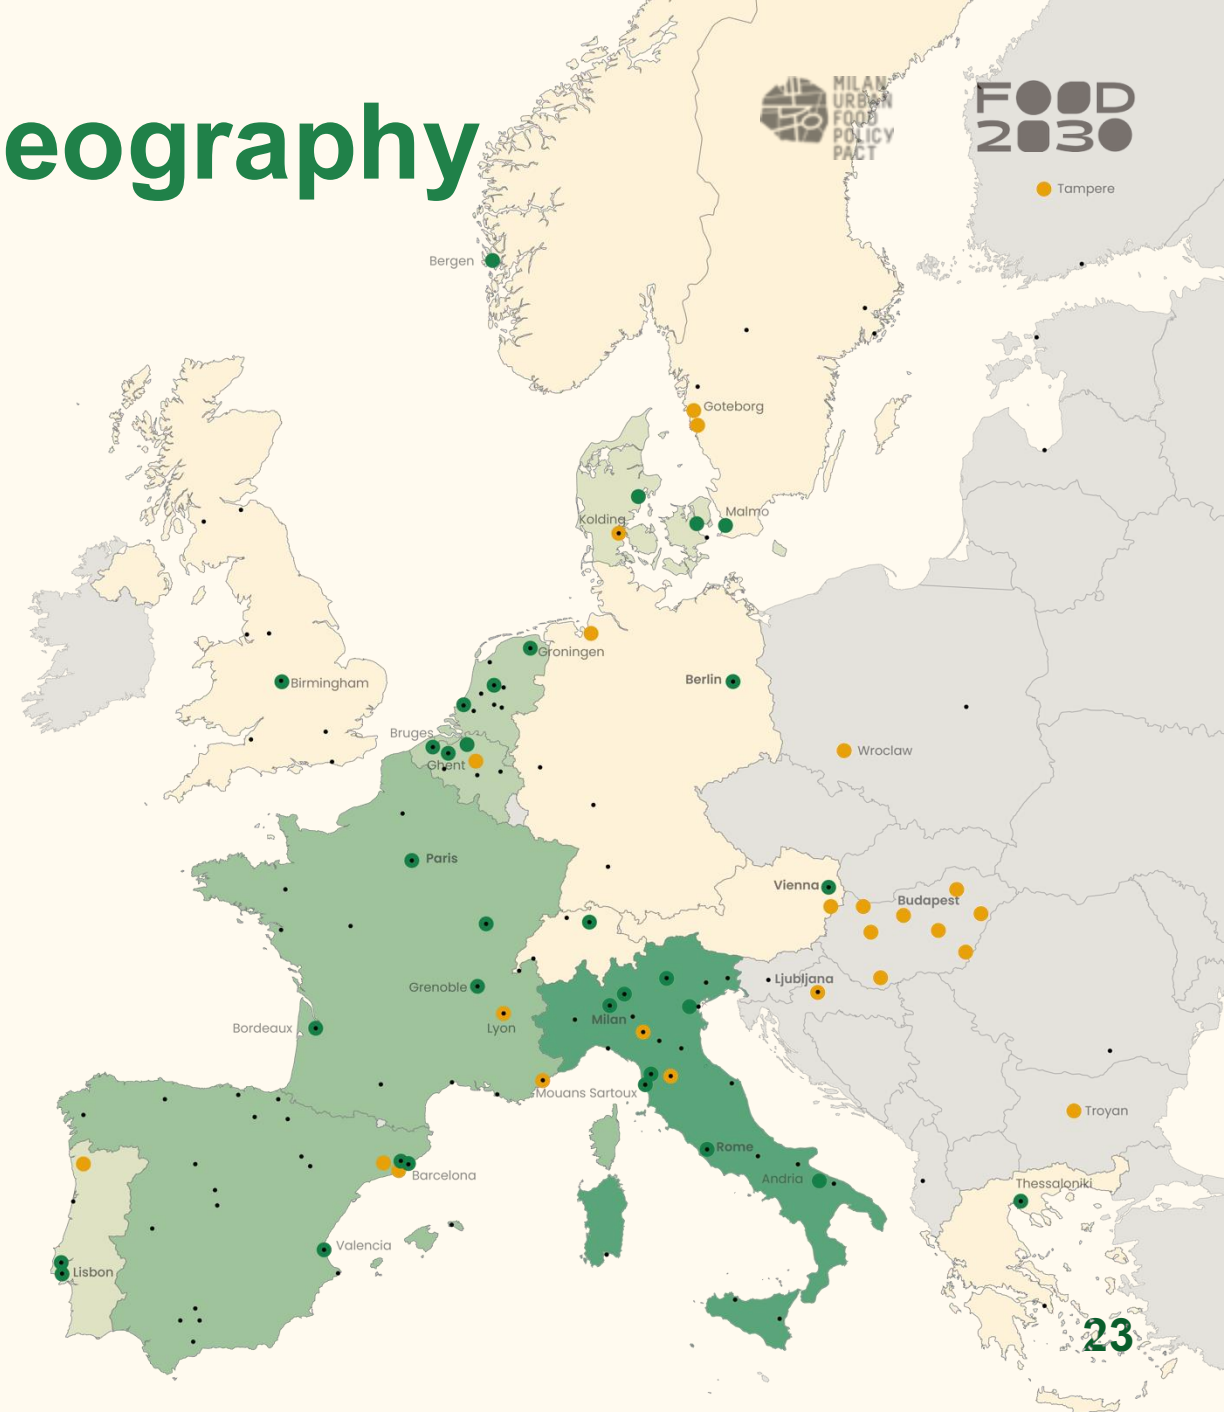 eography
MILAN
URBAN
FOOD
POLICY
PACT
FOOD
2030
Tampere
Bergen
Goteborg
Kolding
Malmo
Groningen
Birmingham
Berlin
Bruges
Ghent
Wroclaw
Paris
Vienna
Budapest
Grenoble
Ljubljana
Milan
Lyon
Bordeaux
Mouans Sartoux
Troyan
Rome
Barcelona
Andria
Thessaloniki
Valencia
Lisbon
23